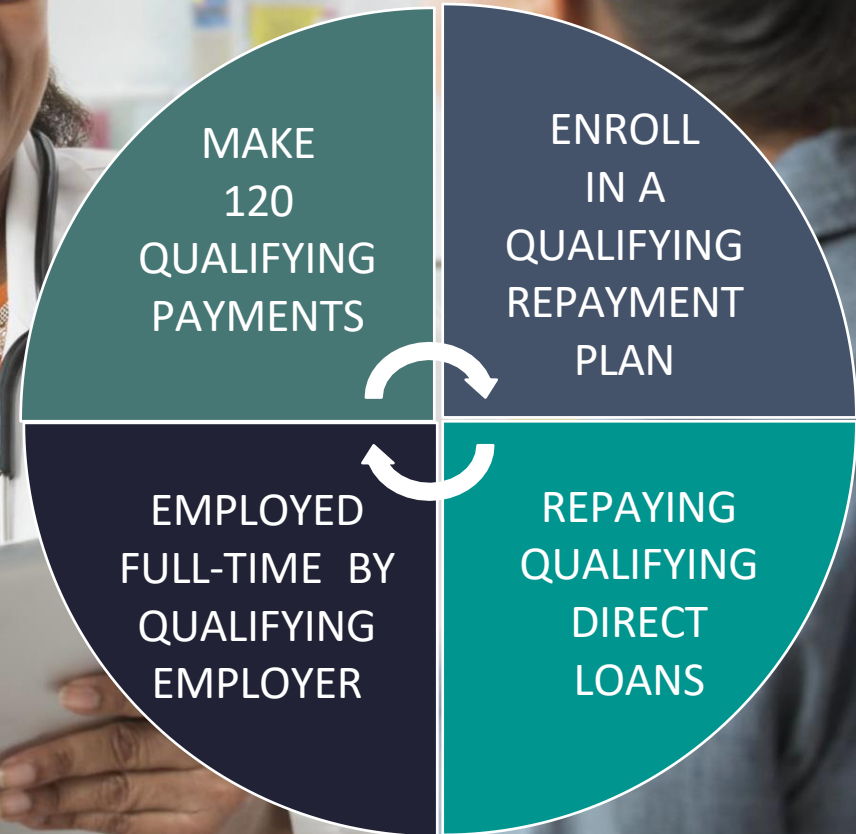 MAKE
120
QUALIFYING
PAYMENTS
ENROLL
IN A
QUALIFYING
REPAYMENT
PLAN
EMPLOYED
FULL-TIME BY
QUALIFYING
EMPLOYER
REPAYING
QUALIFYING
DIRECT
LOANS